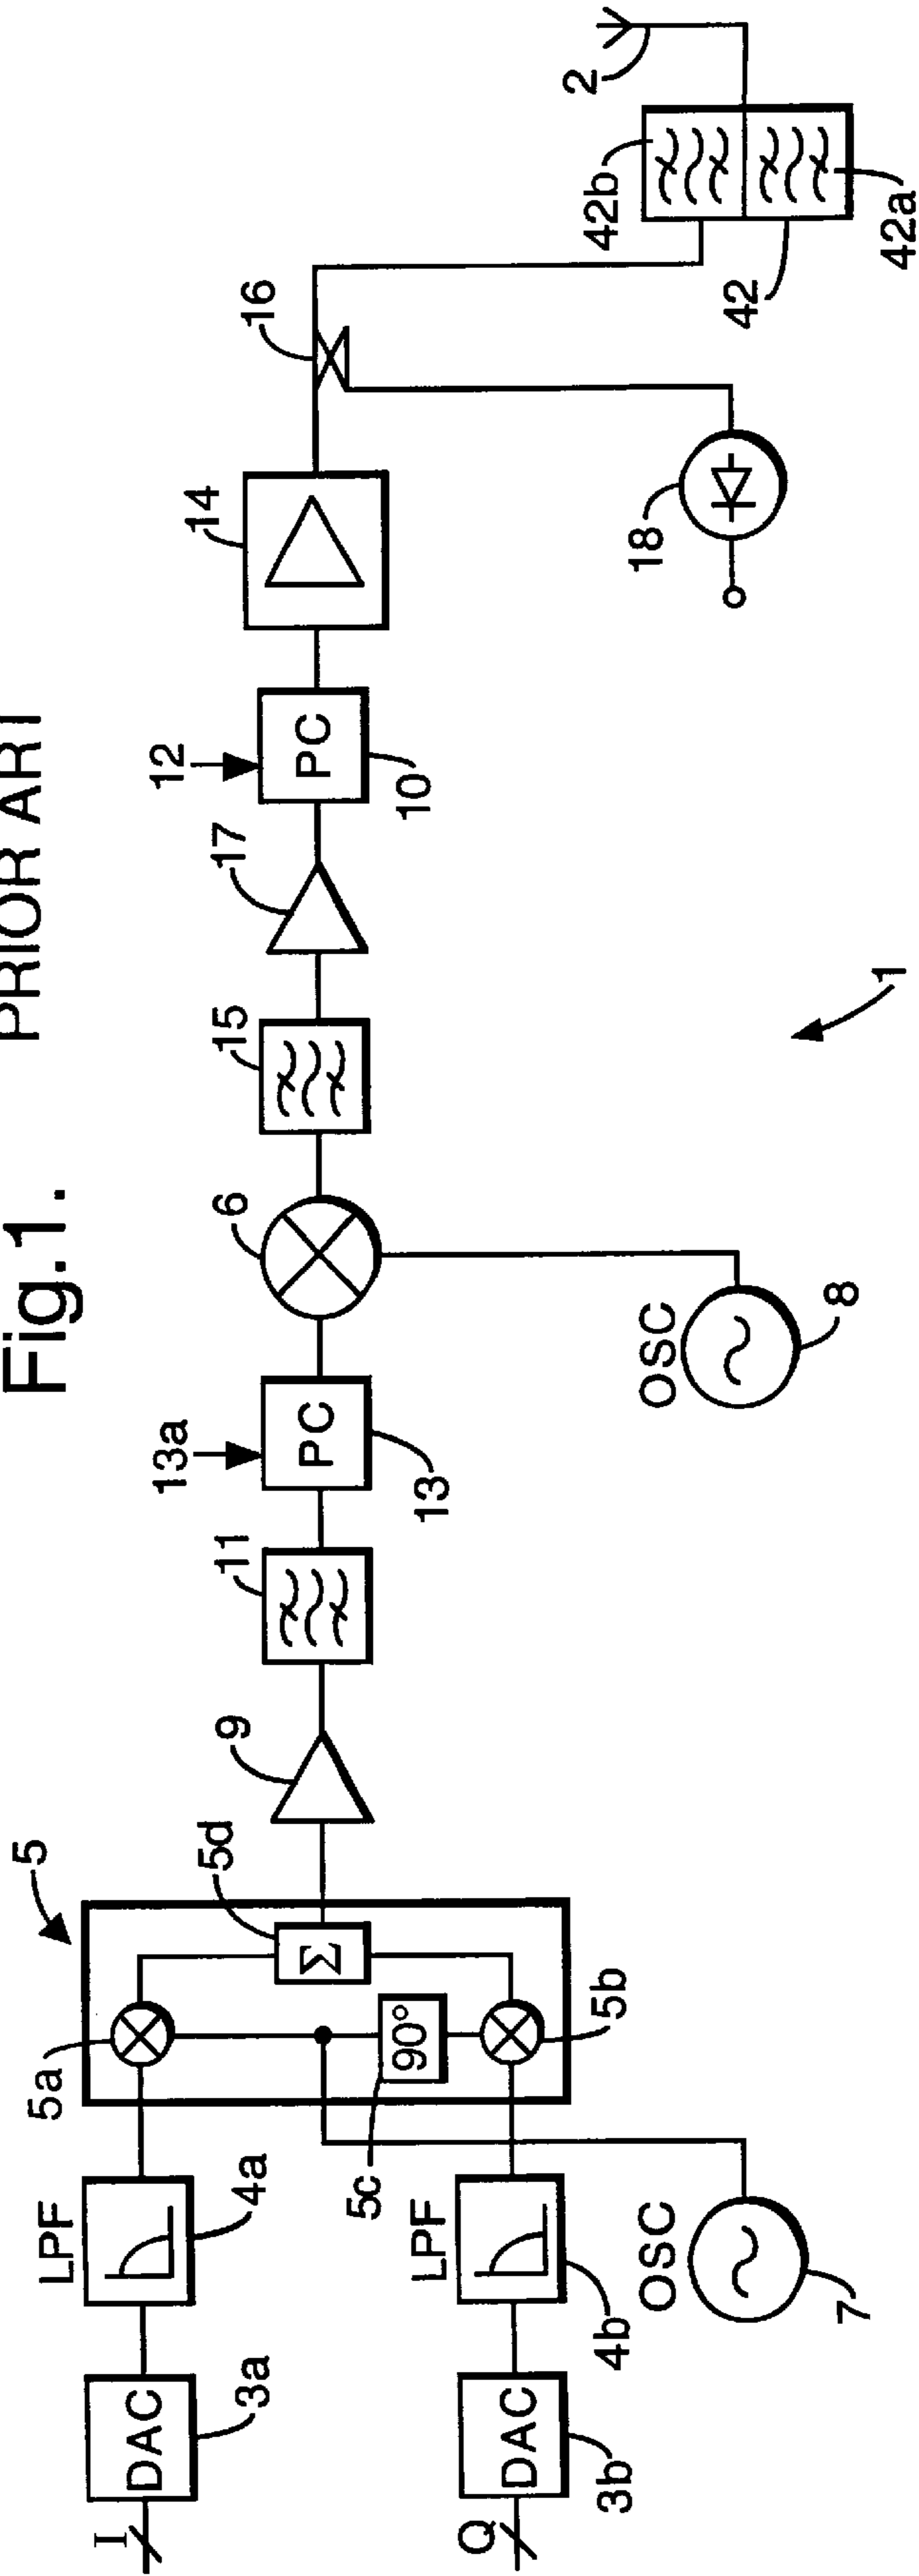 Fig.1.
PRIOR ART
I
DAC
3a
LPF
4a
5
5a
5d
Σ
90°
5c
5b
Q
DAC
3b
LPF
4b
OSC
7
9
11
13a
PC
13
6
OSC
8
15
17
12
PC
10
14
16
18
42b
42
42a
2
1